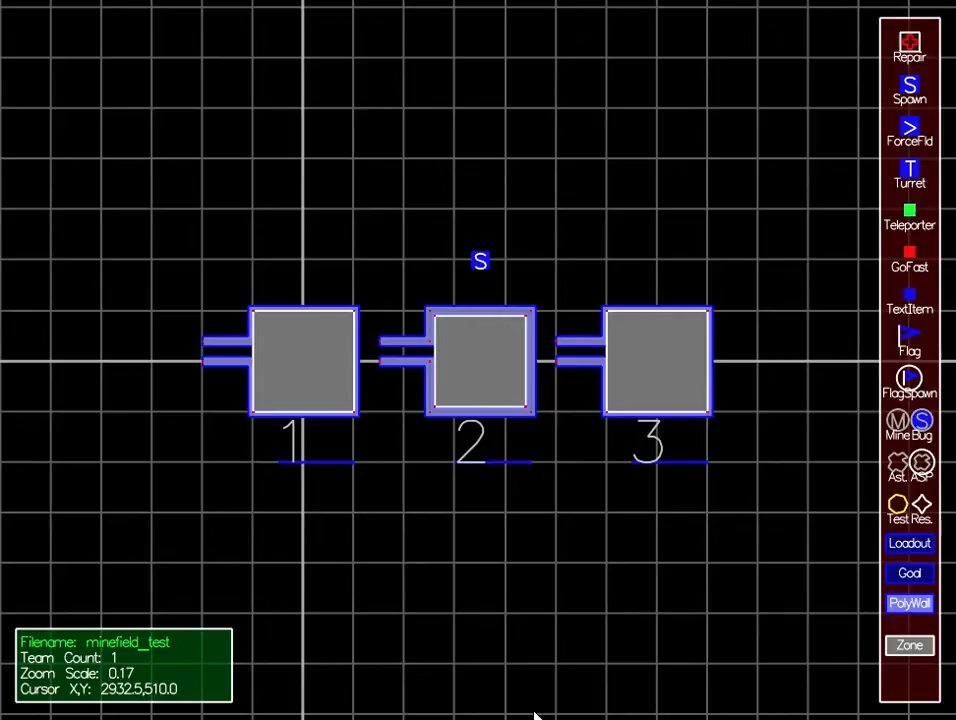 Repair
S
Spawn
>
ForceFld
T
Turret
Teleporter
GoFast
TextItem
Flag
FlagSpawn
M S
Mine Bug
Ast. ASP
Test Res.
Loadout
Goal
PolyWall
Zone
S
1 2 3
Filename: minefield_test
Team Count: 1
Zoom Scale: 0.17
Cursor X,Y: 2932.5,510.0